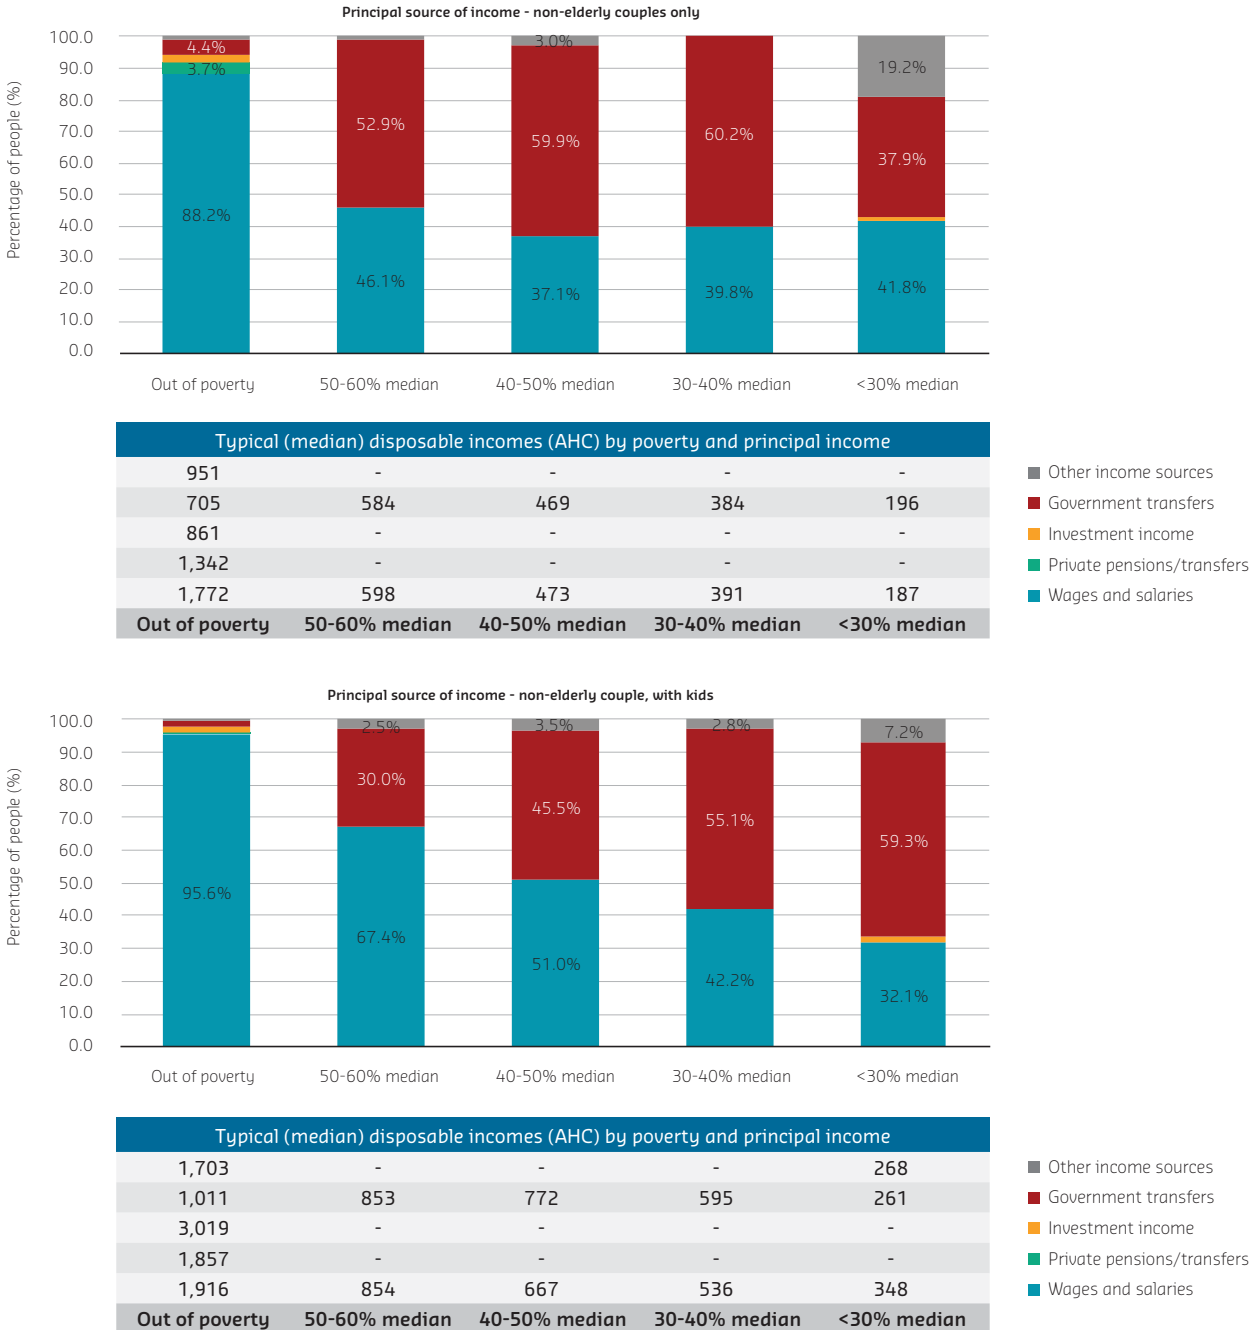 Principal source of income - non-elderly couples only
Percentage of people (%)
100.0
90.0
80.0
70.0
60.0
50.0
40.0
30.0
20.0
10.0
0.0
4.4%
3.7%
88.2%
52.9%
46.1%
3.0%
59.9%
37.1%
60.2%
39.8%
19.2%
37.9%
41.8%
Out of poverty 50-60% median 40-50% median 30-40% median <30% median
Typical (median) disposable incomes (AHC) by poverty and principal income
951 - - - -
705 584 469 384 196
861 - - - -
1,342 - - - -
1,772 598 473 391 187
Out of poverty 50-60% median 40-50% median 30-40% median <30% median
Other income sources
Government transfers
Investment income
Private pensions/transfers
Wages and salaries
Principal source of income - non-elderly couple, with kids
Percentage of people (%)
100.0
90.0
80.0
70.0
60.0
50.0
40.0
30.0
20.0
10.0
0.0
95.6%
2.5%
30.0%
67.4%
3.5%
45.5%
51.0%
2.8%
55.1%
42.2%
7.2%
59.3%
32.1%
Out of poverty 50-60% median 40-50% median 30-40% median <30% median
Typical (median) disposable incomes (AHC) by poverty and principal income
1,703 - - - 268
1,011 853 772 595 261
3,019 - - - -
1,857 - - - -
1,916 854 667 536 348
Out of poverty 50-60% median 40-50% median 30-40% median <30% median
Other income sources
Government transfers
Investment income
Private pensions/transfers
Wages and salaries